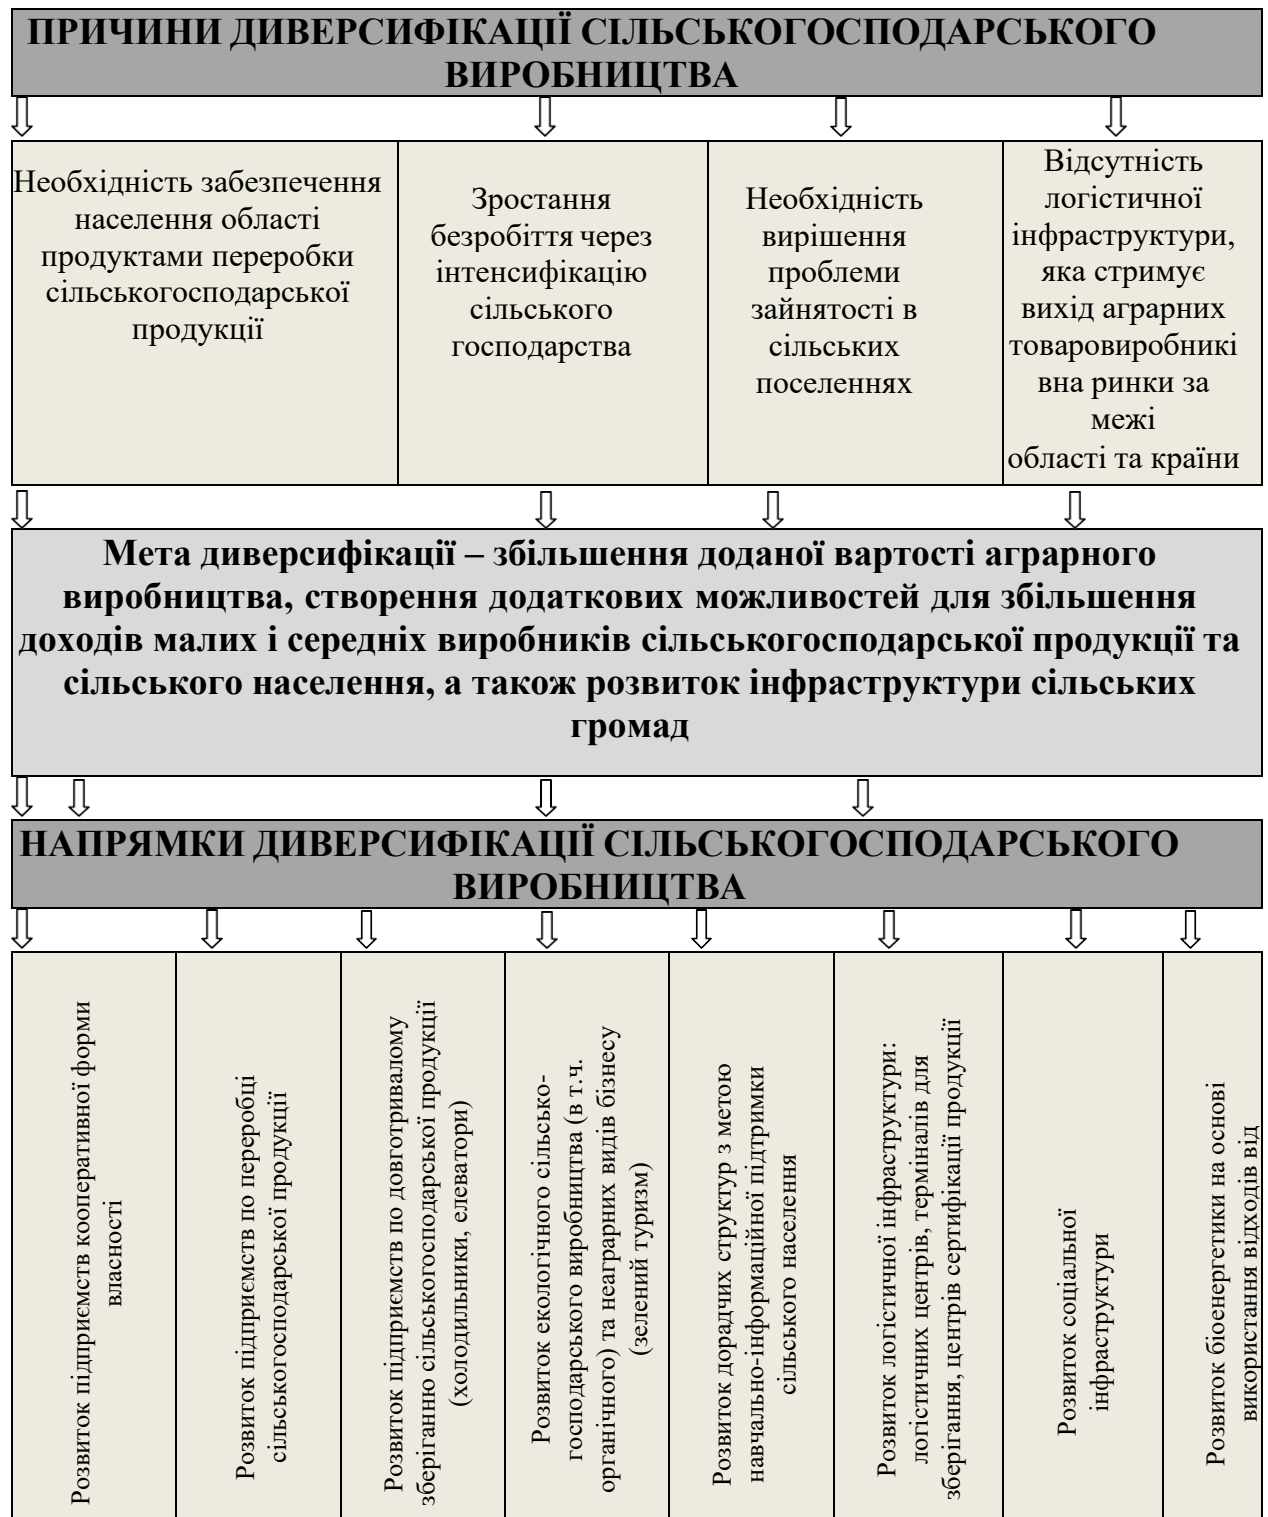 ПРИЧИНИ ДИВЕРСИФІКАЦІЇ СІЛЬСЬКОГОСПОДАРСЬКОГО
ВИРОБНИЦТВА
Необхідність забезпечення
населення області
продуктами переробки
сільськогосподарської
продукції
Зростання
безробіття через
інтенсифікацію
сільського
господарства
Необхідність
вирішення
проблеми
зайнятості в
сільських
поселеннях
Відсутність
логістичної
інфраструктури,
яка стримує
вихід аграрних
товаровиробникі
вна ринки за
межі
області та країни
Мета диверсифікації – збільшення доданої вартості аграрного
виробництва, створення додаткових можливостей для збільшення
доходів малих і середніх виробників сільськогосподарської продукції та
сільського населення, а також розвиток інфраструктури сільських
громад
НАПРЯМКИ ДИВЕРСИФІКАЦІЇ СІЛЬСЬКОГОСПОДАРСЬКОГО
ВИРОБНИЦТВА
Розвиток підприємств кооперативної форми
власності
Розвиток підприємств по переробці
сільськогосподарської продукції
Розвиток підприємств по довготривалому
зберіганню сільськогосподарської продукції
(холодильники, елеватори)
Розвиток екологічного сільсько-
господарського виробництва (в т.ч.
органічного) та неаграрних видів бізнесу
(зелений туризм)
Розвиток дорадчих структур з метою
навчально-інформаційної підтримки
сільського населення
Розвиток логістичної інфраструктури:
логістичних центрів, терміналів для
зберігання, центрів сертифікації продукції
Розвиток соціальної
інфраструктури
Розвиток біоенергетики на основі
використання відходів від